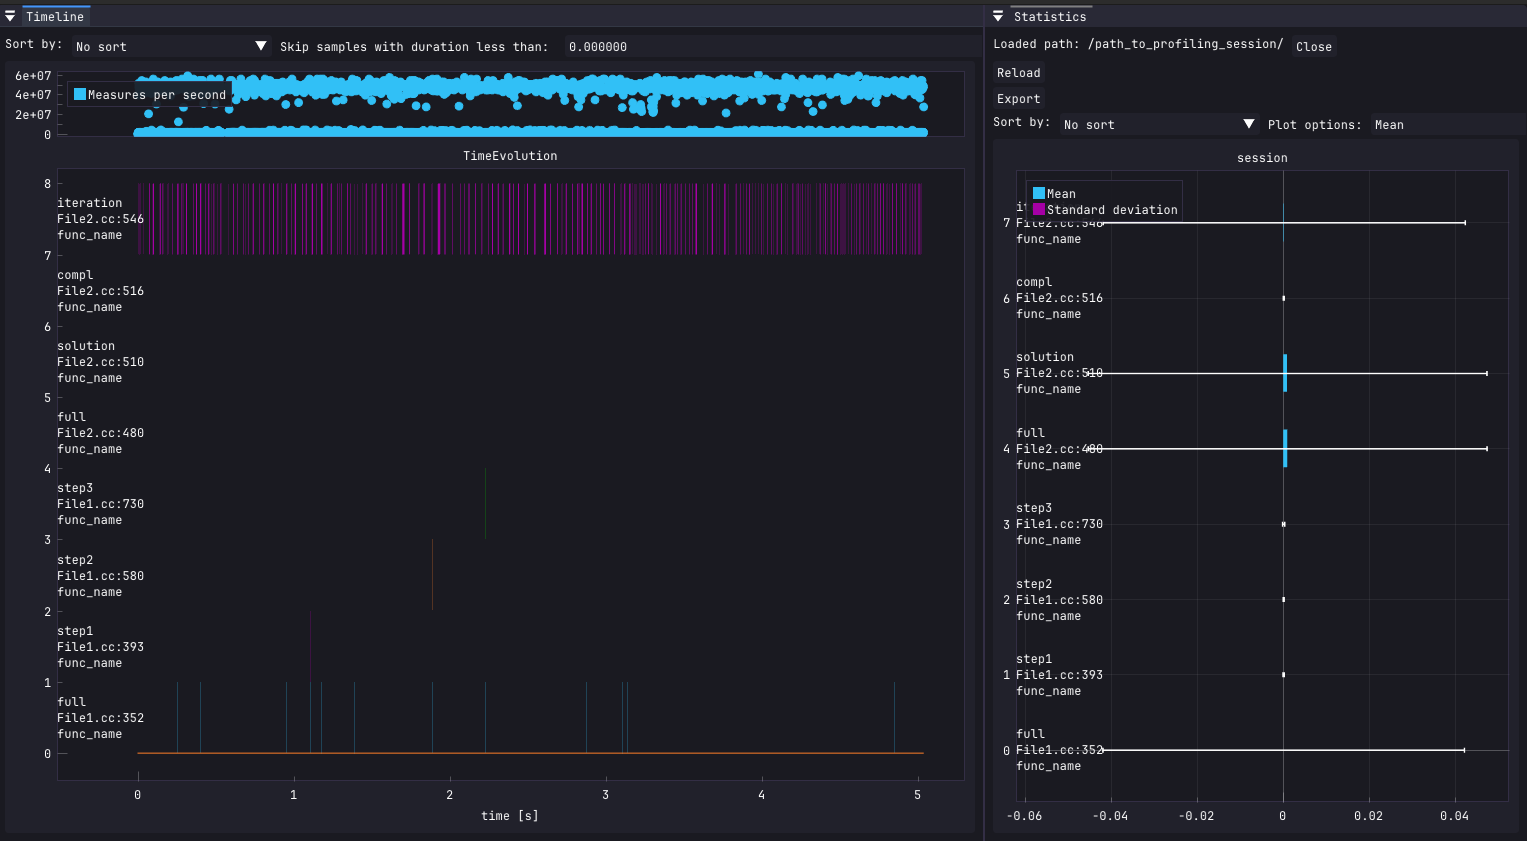 Timeline
Sort by: No sort Skip samples with duration less than: 0.000000
6e+07
4e+07
2e+07
0
Measures per second
TimeEvolution
8
iteration
File2.cc:546
func_name
7
compl
File2.cc:516
func_name
6
solution
File2.cc:510
func_name
5
full
File2.cc:480
func_name
4
step3
File1.cc:730
func_name
3
step2
File1.cc:580
func_name
2
step1
File1.cc:393
func_name
1
full
File1.cc:352
func_name
0
0 1 2 3 4 5
time [s]
Statistics
Loaded path: /path_to_profiling_session/ Close
Reload
Export
Sort by: No sort Plot options: Mean
session
Mean
Standard deviation
7 File2.cc:546
func_name
compl
6 File2.cc:516
func_name
solution
5 File2.cc:510
func_name
full
4 File2.cc:480
func_name
step3
3 File1.cc:730
func_name
step2
2 File1.cc:580
func_name
step1
1 File1.cc:393
func_name
full
0 File1.cc:352
func_name
-0.06 -0.04 -0.02 0 0.02 0.04